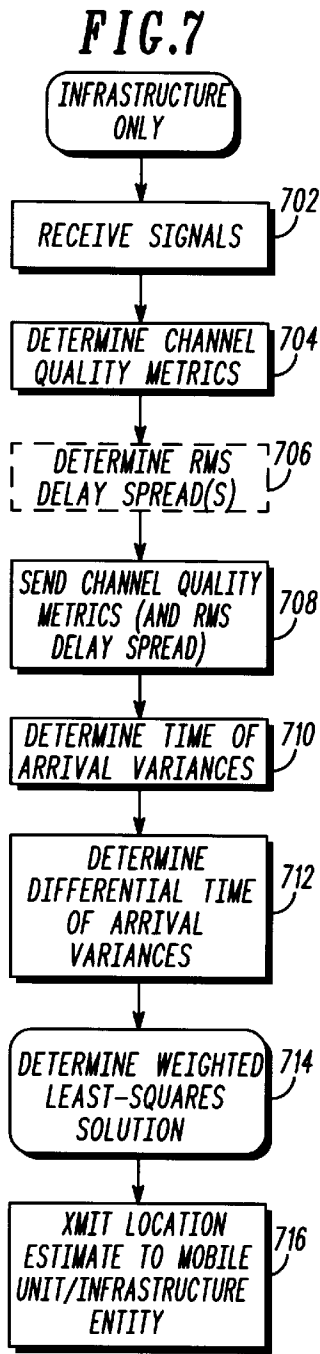 FIG.7
INFRASTRUCTURE
ONLY
702
RECEIVE SIGNALS
704
DETERMINE CHANNEL
QUALITY METRICS
706
DETERMINE RMS
DELAY SPREAD(S)
SEND CHANNEL QUALITY
METRICS (AND RMS
DELAY SPREAD)
708
DETERMINE TIME OF
ARRIVAL VARIANCES
710
DETERMINE
DIFFERENTIAL TIME
OF ARRIVAL
VARIANCES
712
DETERMINE WEIGHTED
LEAST-SQUARES
SOLUTION
714
XMIT LOCATION
ESTIMATE TO MOBILE
UNIT/INFRASTRUCTURE
ENTITY
716